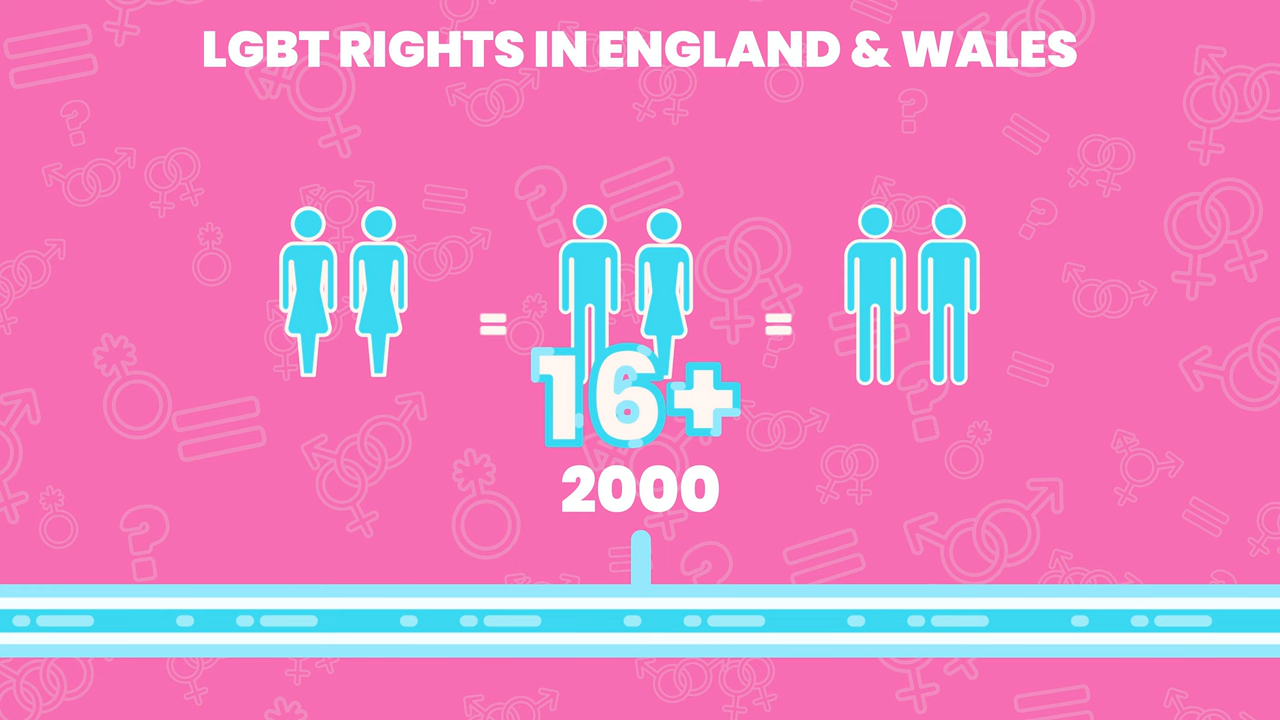 LGBT RIGHTS IN ENGLAND & WALES
=
=
16+
2000